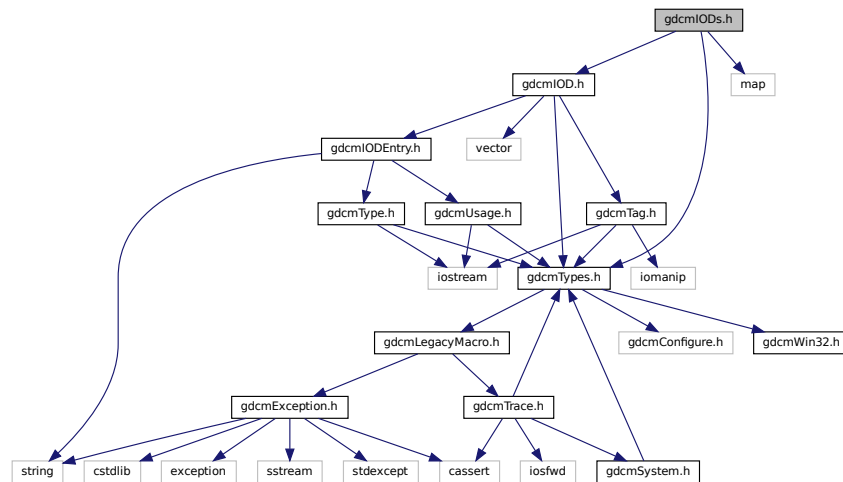 gdcmIODs.h
gdcmIOD.h
map
gdcmIODEntry.h
vector
gdcmType.h
gdcmUsage.h
gdcmTag.h
iostream
gdcmTypes.h
iomanip
gdcmLegacyMacro.h
gdcmConfigure.h
gdcmWin32.h
gdcmException.h
gdcmTrace.h
string
cstdlib
exception
sstream
stdexcept
cassert
iosfwd
gdcmSystem.h